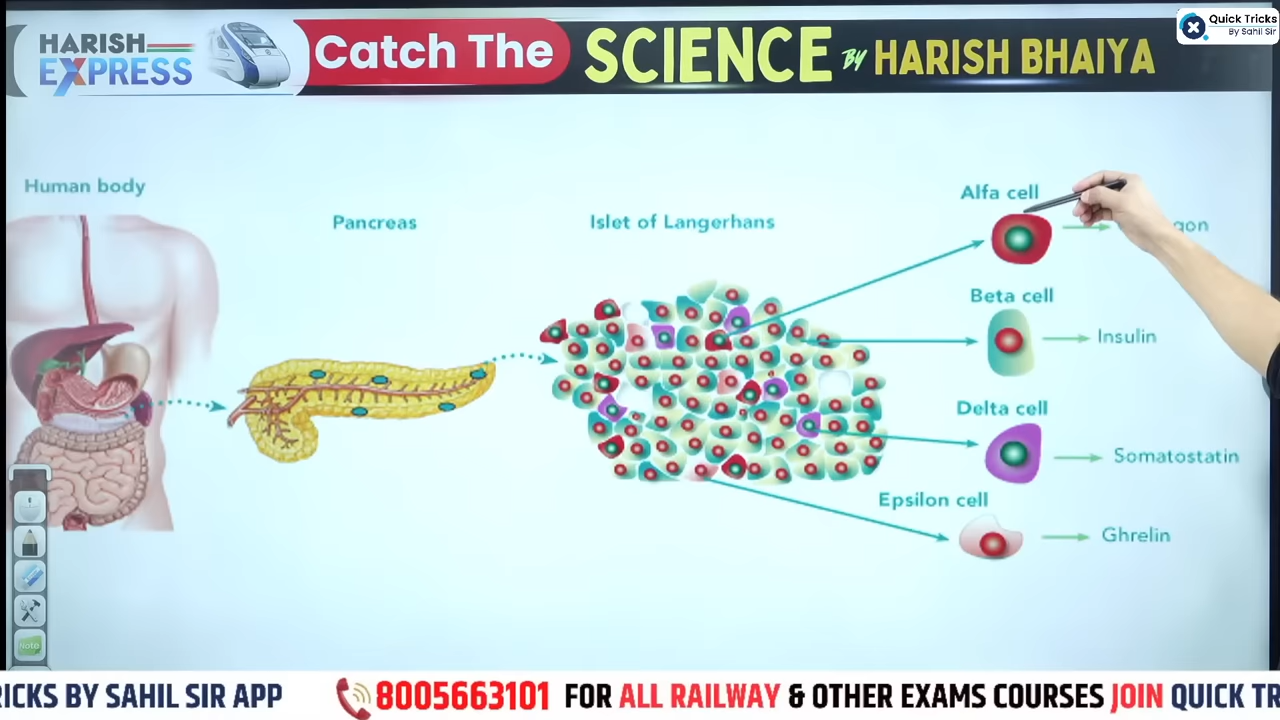 HARISH
EXPRESS
Catch The
SCIENCE
BY
HARISH BHAIYA
Quick Tricks
By Sahil Sir
Human body
Pancreas
Islet of Langerhans
Alfa cell
gon
Beta cell
Insulin
Delta cell
Somatostatin
Epsilon cell
Ghrelin
Note
RICKS BY SAHIL SIR APP
8005663101 FOR ALL RAILWAY & OTHER EXAMS COURSES JOIN QUICK TR